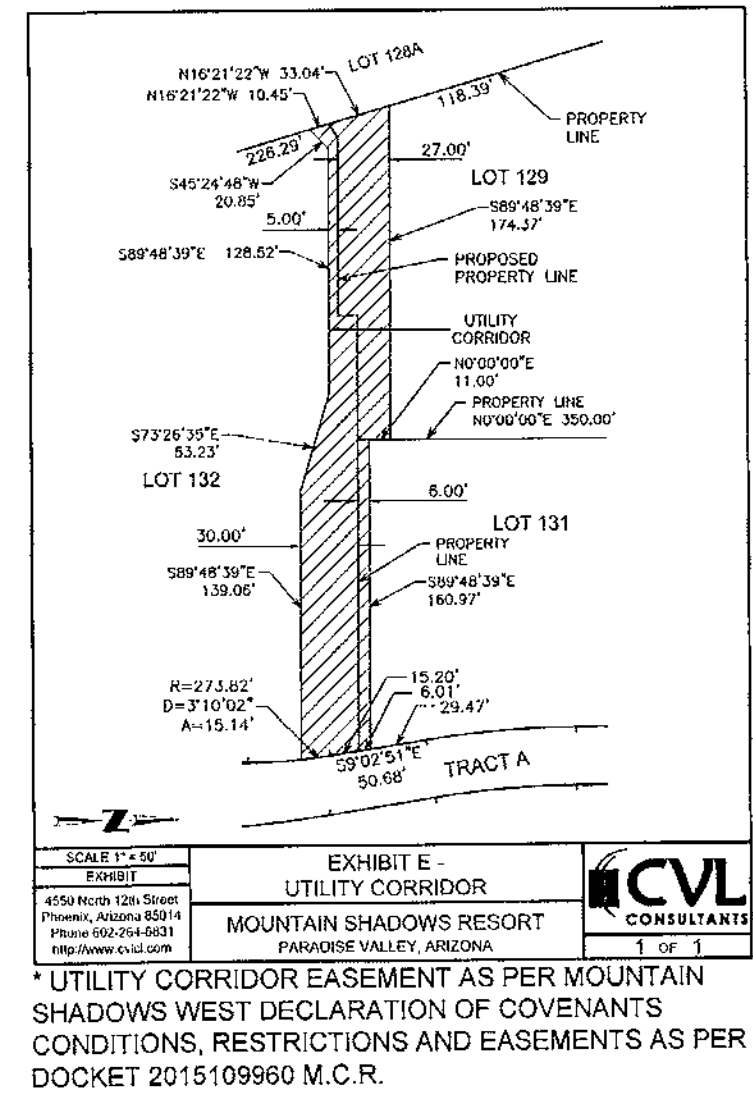 LOT 128A
N16°21'22"W 33.04'
N16°21'22"W 10.45'
118.39'
PROPERTY
LINE
226.29'
27.00'
LOT 129
S45°24'48"W
20.85'
S89°48'39"E
174.37'
5.00'
S89°48'39"E 128.52'
PROPOSED
PROPERTY LINE
UTILITY
CORRIDOR
N0°00'00"E
11.00'
PROPERTY LINE
N0°00'00"E 350.00'
S73°26'35"E
53.23'
LOT 132
6.00'
LOT 131
30.00'
PROPERTY
LINE
S89°48'39"E
139.06'
S89°48'39"E
160.97'
R=273.82'
D=3°10'02"
A=15.14'
15.20'
6.01'
29.47'
S9°02'51"E
50.68'
TRACT A
Z
SCALE 1" = 50'
EXHIBIT
4550 North 12th Street
Phoenix, Arizona 85014
Phone 602-264-6831
http://www.cvlci.com
EXHIBIT E -
UTILITY CORRIDOR
MOUNTAIN SHADOWS RESORT
PARADISE VALLEY, ARIZONA
CVL
CONSULTANTS
1 OF 1
* UTILITY CORRIDOR EASEMENT AS PER MOUNTAIN
SHADOWS WEST DECLARATION OF COVENANTS
CONDITIONS, RESTRICTIONS AND EASEMENTS AS PER
DOCKET 2015109960 M.C.R.